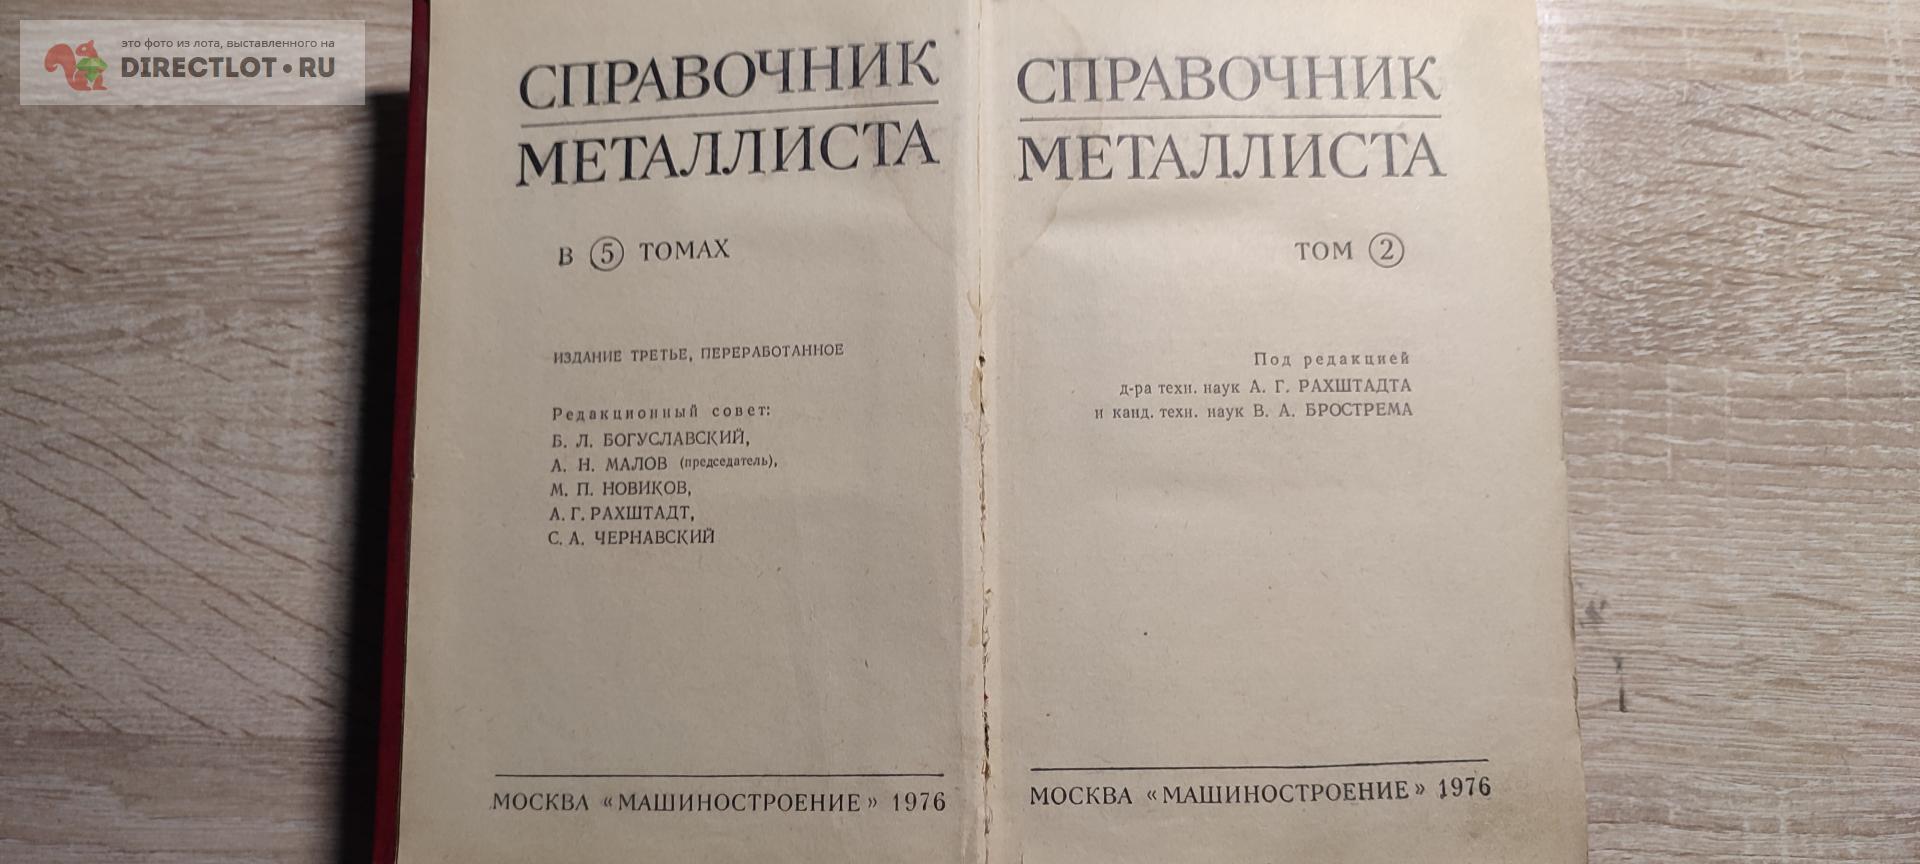 это фото из лота, выставленного на
DIRECTLOT•RU
СПРАВОЧНИК
МЕТАЛЛИСТА
В 5 ТОМАХ
ИЗДАНИЕ ТРЕТЬЕ, ПЕРЕРАБОТАННОЕ
Редакционный совет:
Б. Л. БОГУСЛАВСКИЙ,
А. Н. МАЛОВ (председатель),
М. П. НОВИКОВ,
А. Г. РАХШТАДТ,
С. А. ЧЕРНАВСКИЙ
МОСКВА «МАШИНОСТРОЕНИЕ» 1976
СПРАВОЧНИК
МЕТАЛЛИСТА
ТОМ 2
Под редакцией
д-ра техн. наук А. Г. РАХШТАДТА
и канд. техн. наук В. А. БРОСТРЕМА
МОСКВА «МАШИНОСТРОЕНИЕ» 1976